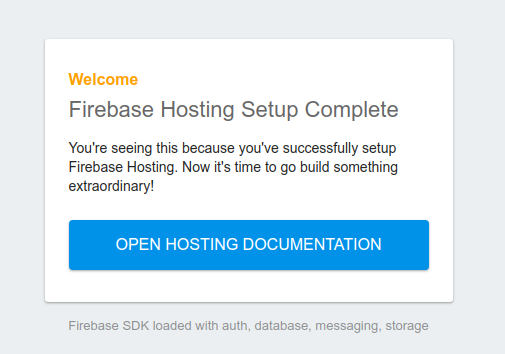 Welcome
Firebase Hosting Setup Complete
You're seeing this because you've successfully setup
Firebase Hosting. Now it's time to go build something
extraordinary!
OPEN HOSTING DOCUMENTATION
Firebase SDK loaded with auth, database, messaging, storage